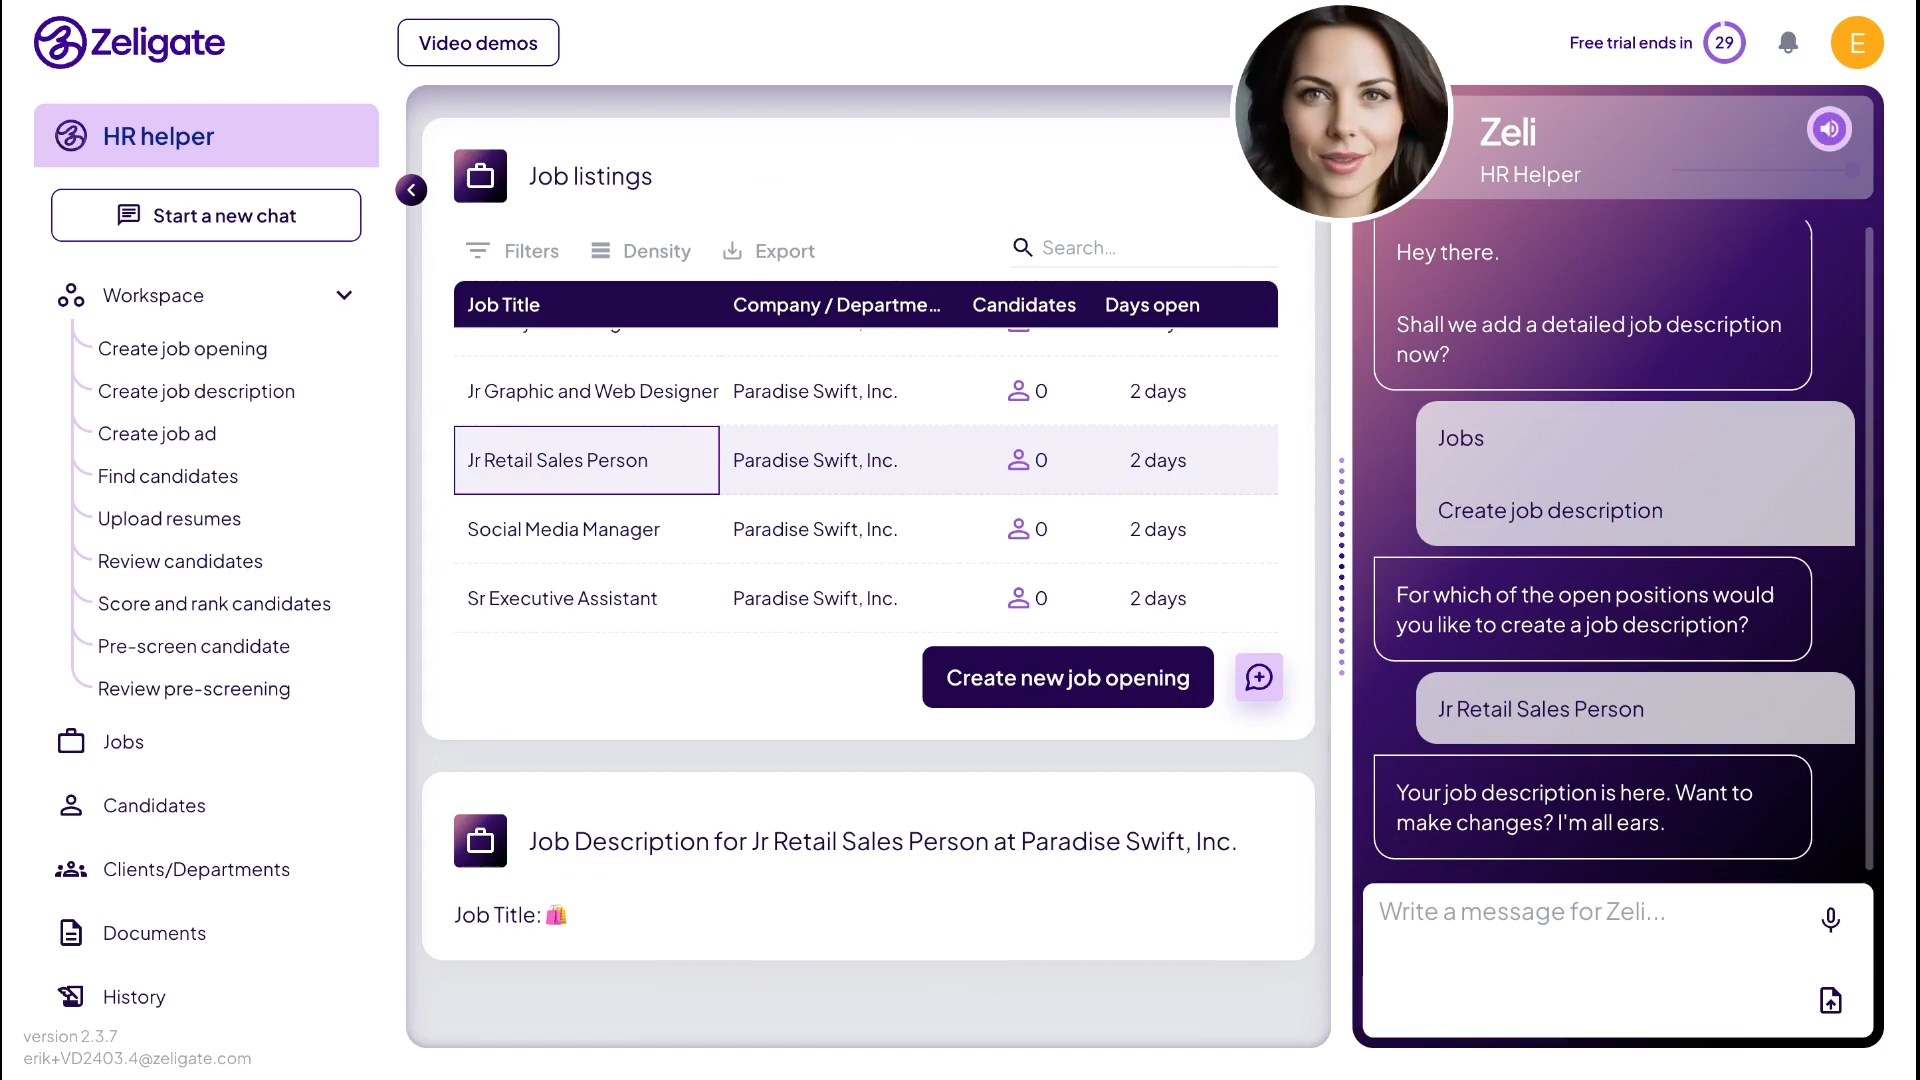 Zeligate
Video demos
Free trial ends in 29
E
HR helper
Start a new chat
Workspace
Create job opening
Create job description
Create job ad
Find candidates
Upload resumes
Review candidates
Score and rank candidates
Pre-screen candidate
Review pre-screening
Jobs
Candidates
Clients/Departments
Documents
History
version 2.3.7
erik+VD2403.4@zeligate.com
Job listings
Filters Density Export Search...
Job Title Company / Departme... Candidates Days open
Jr Graphic and Web Designer Paradise Swift, Inc. 0 2 days
Jr Retail Sales Person Paradise Swift, Inc. 0 2 days
Social Media Manager Paradise Swift, Inc. 0 2 days
Sr Executive Assistant Paradise Swift, Inc. 0 2 days
Create new job opening
Job Description for Jr Retail Sales Person at Paradise Swift, Inc.
Job Title: 🛍️
Zeli
HR Helper
Hey there.
Shall we add a detailed job description
now?
Jobs
Create job description
For which of the open positions would
you like to create a job description?
Jr Retail Sales Person
Your job description is here. Want to
make changes? I'm all ears.
Write a message for Zeli...